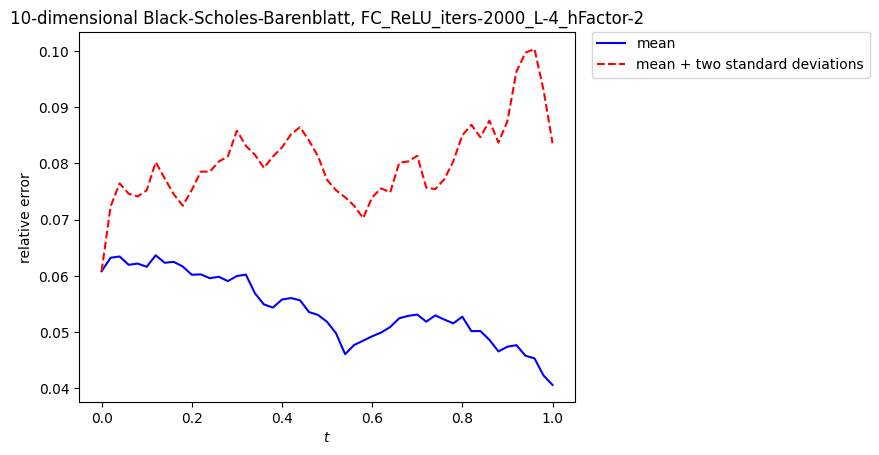 10-dimensional Black-Scholes-Barenblatt, FC_ReLU_iters-2000_L-4_hFactor-2
mean
mean + two standard deviations
relative error
0.10
0.09
0.08
0.07
0.06
0.05
0.04
0.0 0.2 0.4 0.6 0.8 1.0
t